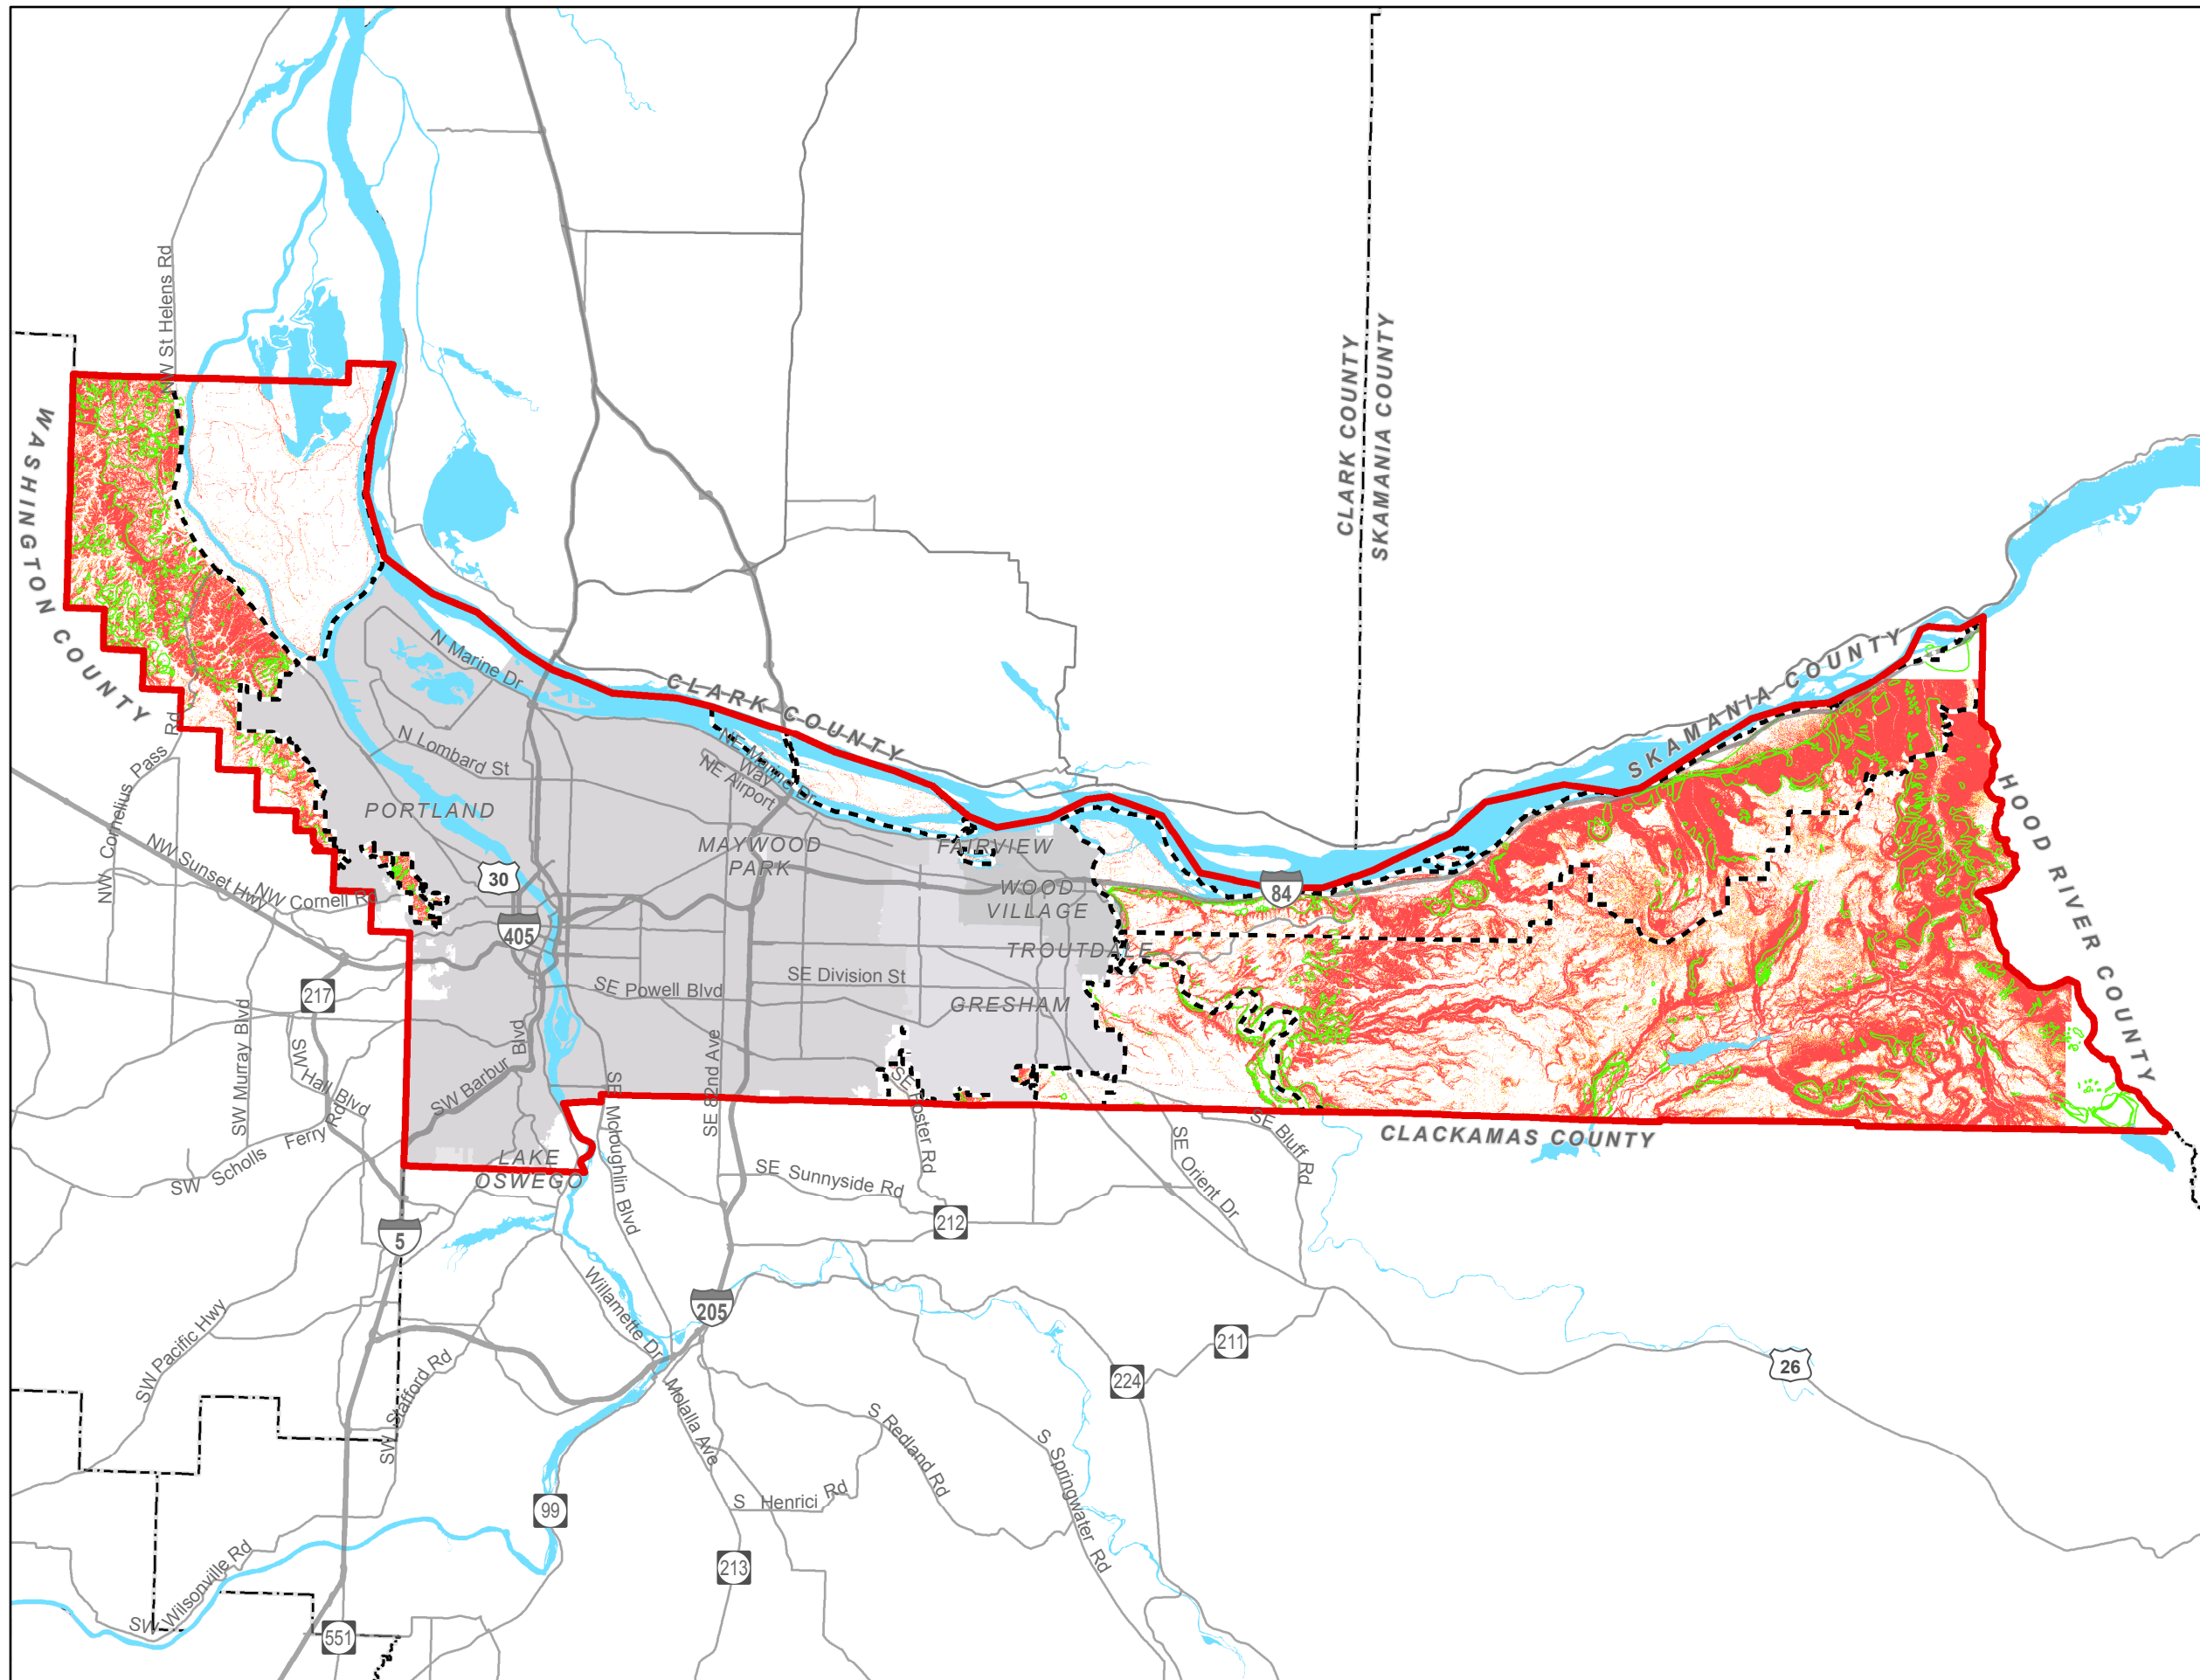 NW St Helens Rd
WASHINGTON COUNTY
CLARK COUNTY
SKAMANIA COUNTY
N Marine Dr
CLARK COUNTY
SKAMANIA COUNTY
HOOD RIVER COUNTY
N Lombard St
NE Marine Dr
NE Airport
Way
NW Cornelius Pass Rd
PORTLAND
MAYWOOD
PARK
FAIRVIEW
WOOD
VILLAGE
TROUTDALE
GRESHAM
NW Sunset Hwy
NW Cornell Rd
30
405
84
217
SE Division St
SE Powell Blvd
SW Murray Blvd
SW Hall Blvd
SW Barbur Blvd
SE 82nd Ave
SE Foster Rd
SW Scholls Ferry Rd
LAKE
OSWEGO
SE Mcloughlin Blvd
SE Sunnyside Rd
SE Orient Dr
SE Bluff Rd
CLACKAMAS COUNTY
212
5
205
Willamette Dr
211
224
26
SW Pacific Hwy
SW Stafford Rd
Molalla Ave
S Redland Rd
S Springwater Rd
S Henrici Rd
99
213
SW Wilsonville Rd
551